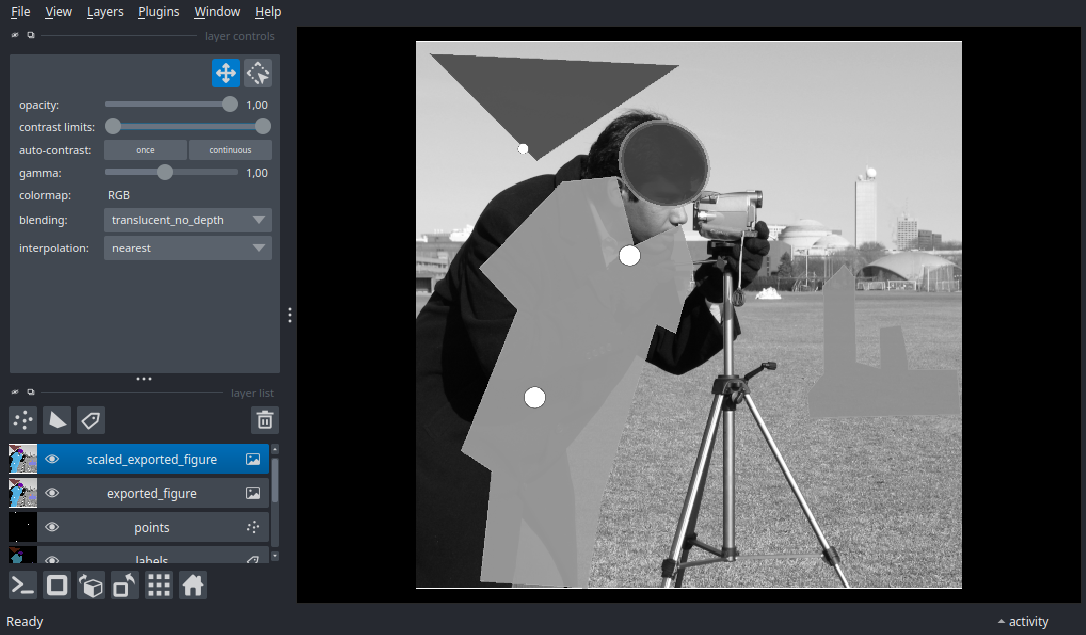 File View Layers Plugins Window Help
layer controls
opacity: 1,00
contrast limits:
auto-contrast: once continuous
gamma: 1,00
colormap: RGB
blending: translucent_no_depth
interpolation: nearest
layer list
scaled_exported_figure
exported_figure
points
labels
Ready
activity